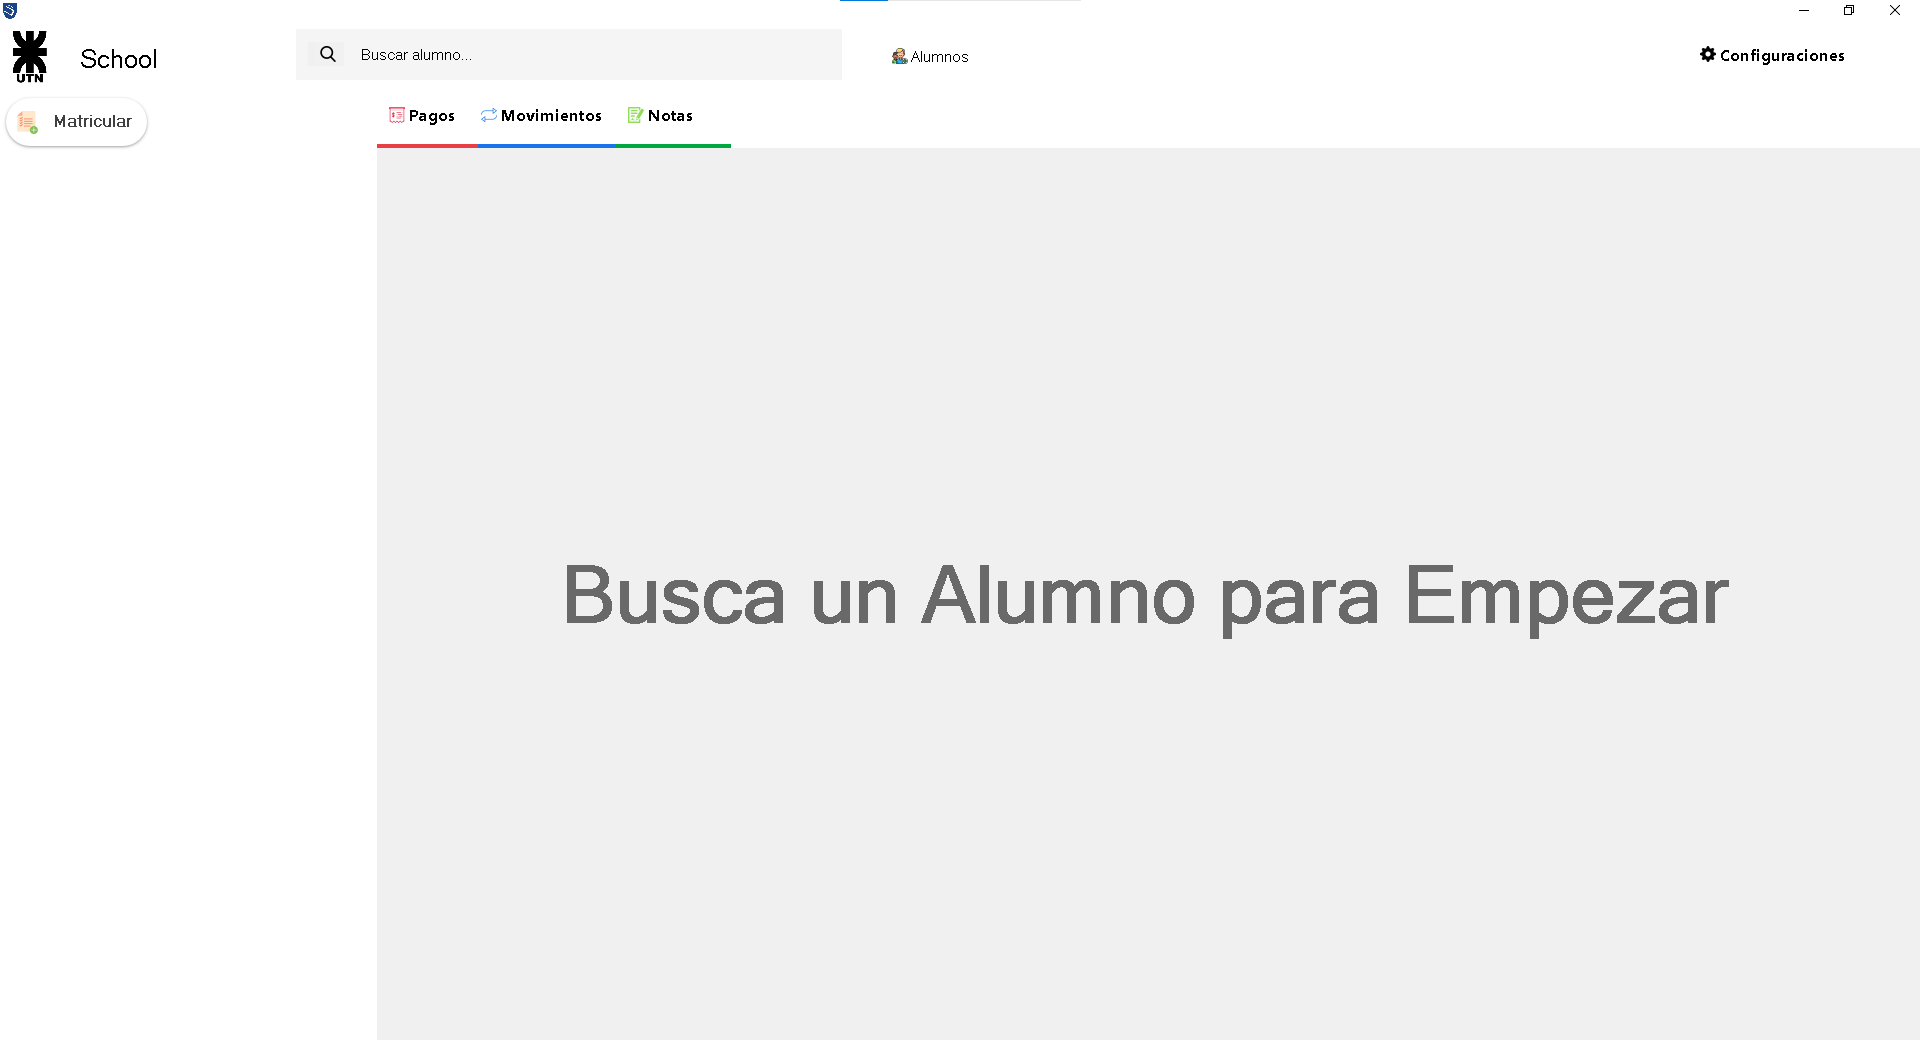 UTN
School
Buscar alumno...
Alumnos
Configuraciones
Matricular
Pagos
Movimientos
Notas
Busca un Alumno para Empezar